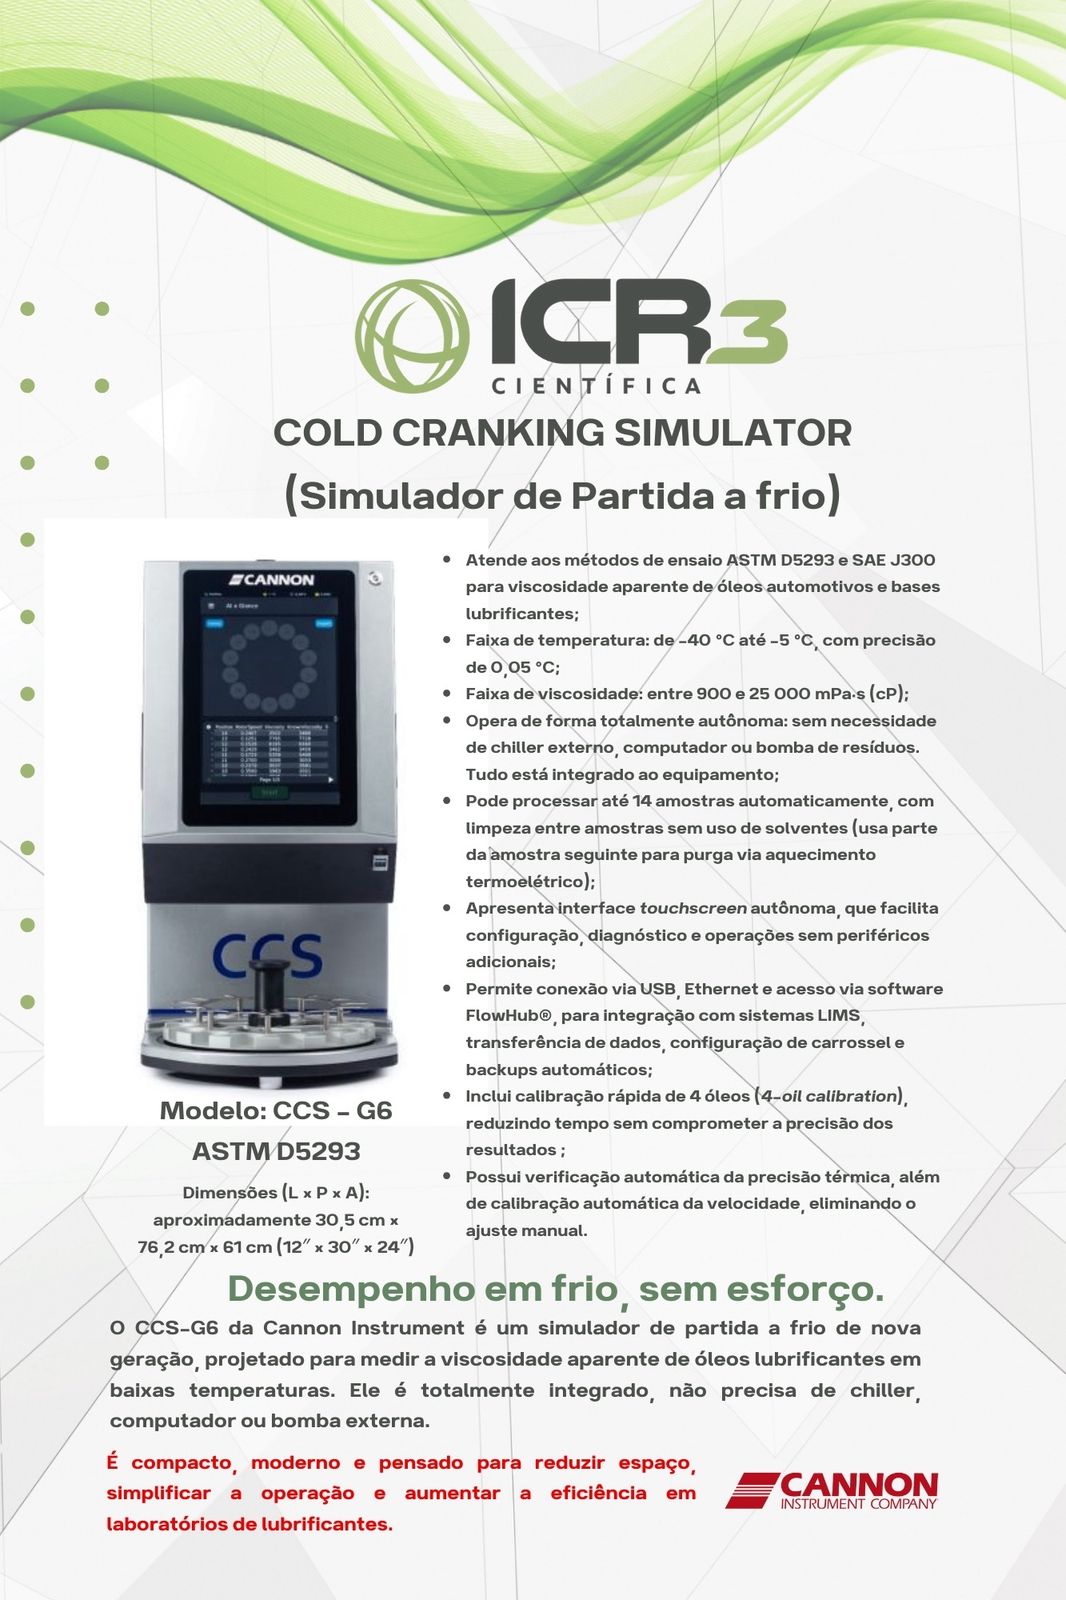 ICR3
CIENTÍFICA
COLD CRANKING SIMULATOR
(Simulador de Partida a frio)
CANNON
At a Glance
Page 1/2
Start
CCS
Modelo: CCS - G6
ASTM D5293
Dimensões (L x P x A):
aproximadamente 30,5 cm x
76,2 cm x 61 cm (12″ x 30″ x 24″)
• Atende aos métodos de ensaio ASTM D5293 e SAE J300
para viscosidade aparente de óleos automotivos e bases
lubrificantes;
• Faixa de temperatura: de -40 °C até -5 °C, com precisão
de 0,05 °C;
• Faixa de viscosidade: entre 900 e 25 000 mPa·s (cP);
• Opera de forma totalmente autônoma: sem necessidade
de chiller externo, computador ou bomba de resíduos.
Tudo está integrado ao equipamento;
• Pode processar até 14 amostras automaticamente, com
limpeza entre amostras sem uso de solventes (usa parte
da amostra seguinte para purga via aquecimento
termoelétrico);
• Apresenta interface touchscreen autônoma, que facilita
configuração, diagnóstico e operações sem periféricos
adicionais;
• Permite conexão via USB, Ethernet e acesso via software
FlowHub®, para integração com sistemas LIMS,
transferência de dados, configuração de carrossel e
backups automáticos;
• Inclui calibração rápida de 4 óleos (4-oil calibration),
reduzindo tempo sem comprometer a precisão dos
resultados ;
• Possui verificação automática da precisão térmica, além
de calibração automática da velocidade, eliminando o
ajuste manual.
Desempenho em frio, sem esforço.
O CCS-G6 da Cannon Instrument é um simulador de partida a frio de nova
geração, projetado para medir a viscosidade aparente de óleos lubrificantes em
baixas temperaturas. Ele é totalmente integrado, não precisa de chiller,
computador ou bomba externa.
É compacto, moderno e pensado para reduzir espaço,
simplificar a operação e aumentar a eficiência em
laboratórios de lubrificantes.
CANNON
INSTRUMENT COMPANY